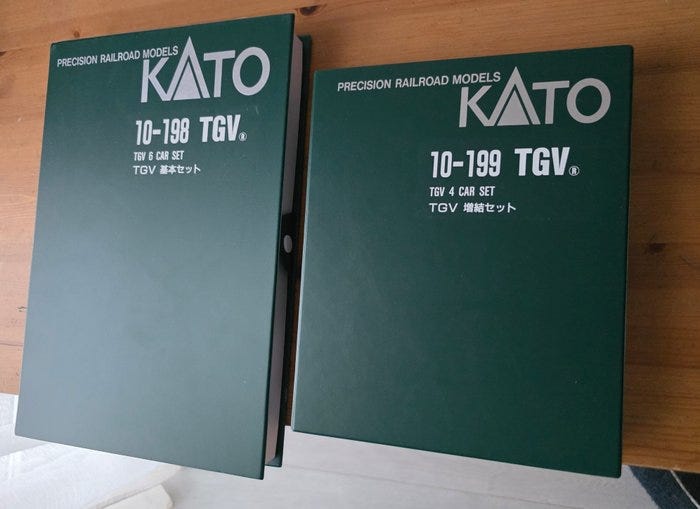 PRECISION RAILROAD MODELS
KATO
10-198 TGV®
TGV 6 CAR SET
TGV 基本セット
PRECISION RAILROAD MODELS
KATO
10-199 TGV®
TGV 4 CAR SET
TGV 増結セット